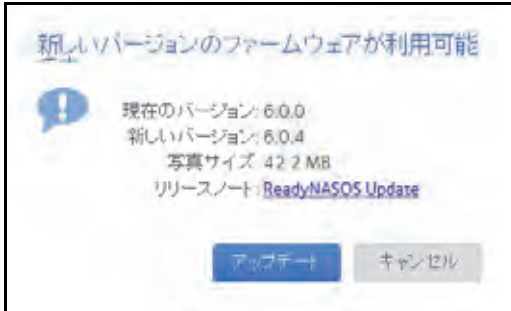 新しいバージョンのファームウェアが利用可能
現在のバージョン: 6.0.0
新しいバージョン: 6.0.4
写真サイズ 42.2 MB
リリースノート: ReadyNASOS Update
アップデート キャンセル